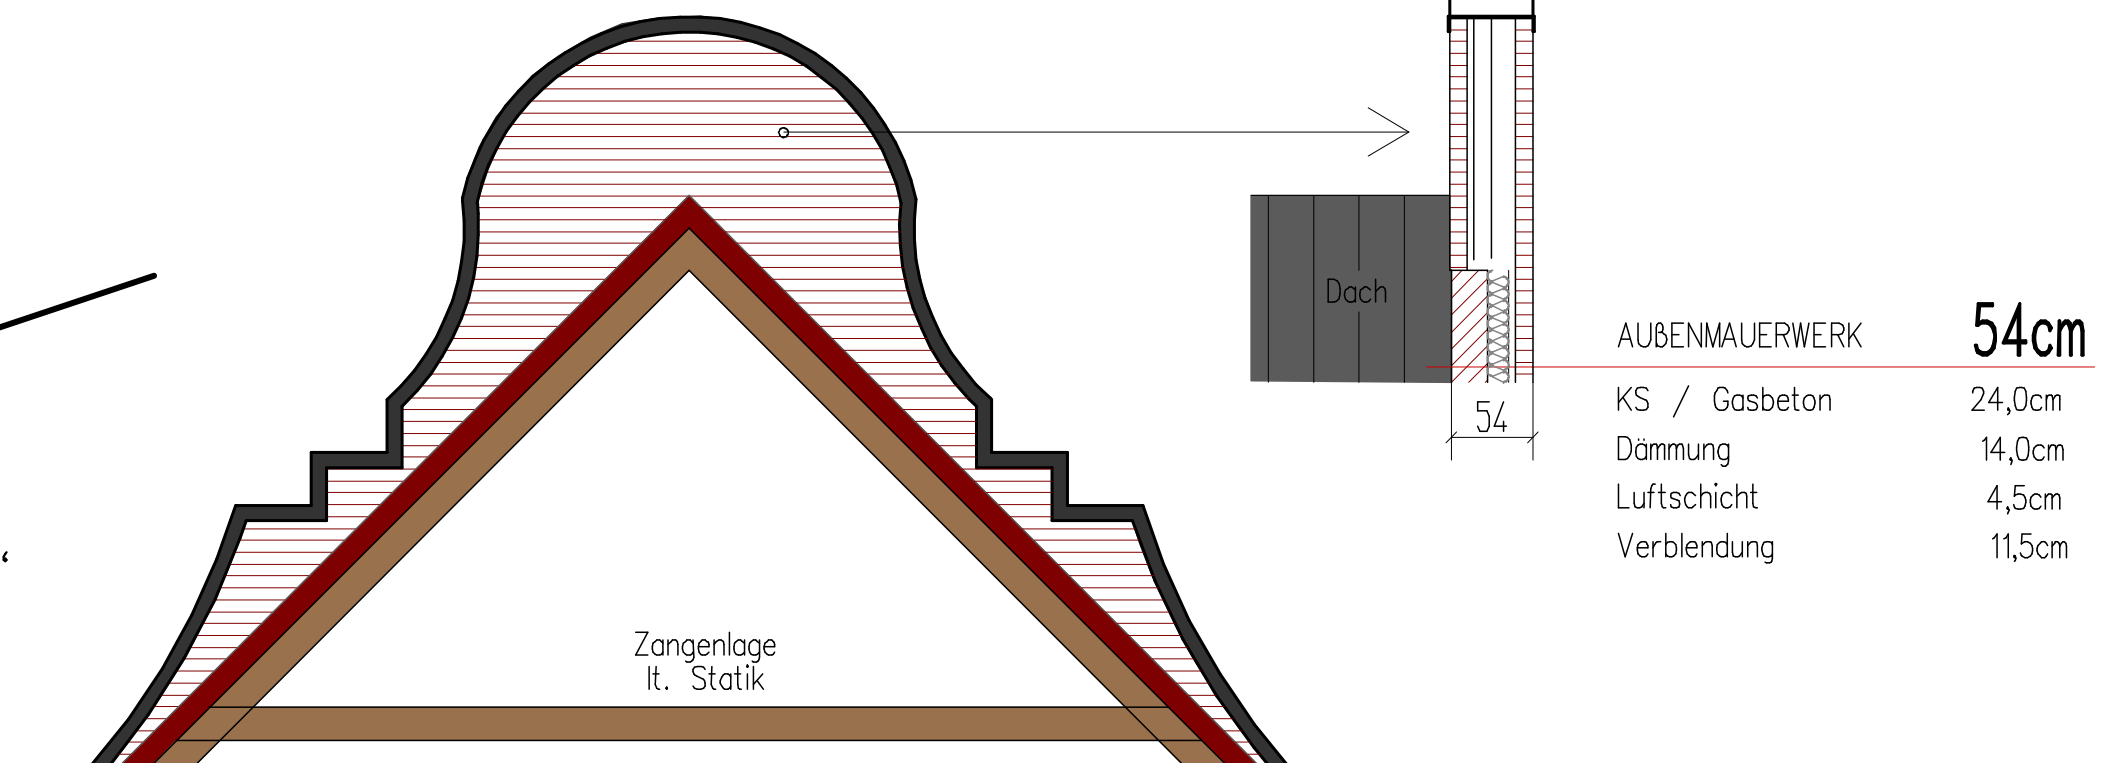 Dach
AUßENMAUERWERK 54cm
KS / Gasbeton 24,0cm
54
Dämmung 14,0cm
Luftschicht 4,5cm
Verblendung 11,5cm
Zangenlage
lt. Statik